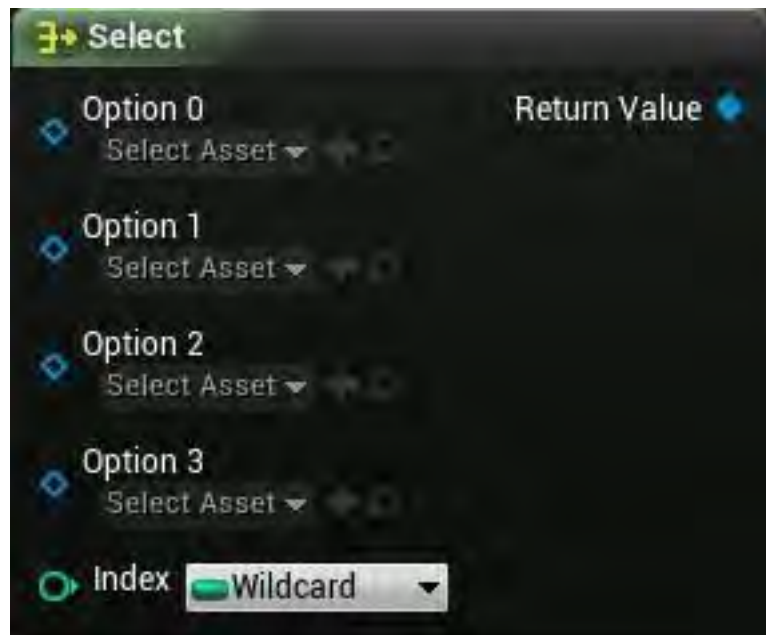 Select
Option 0 Return Value
Select Asset
Option 1
Select Asset
Option 2
Select Asset
Option 3
Select Asset
Index Wildcard